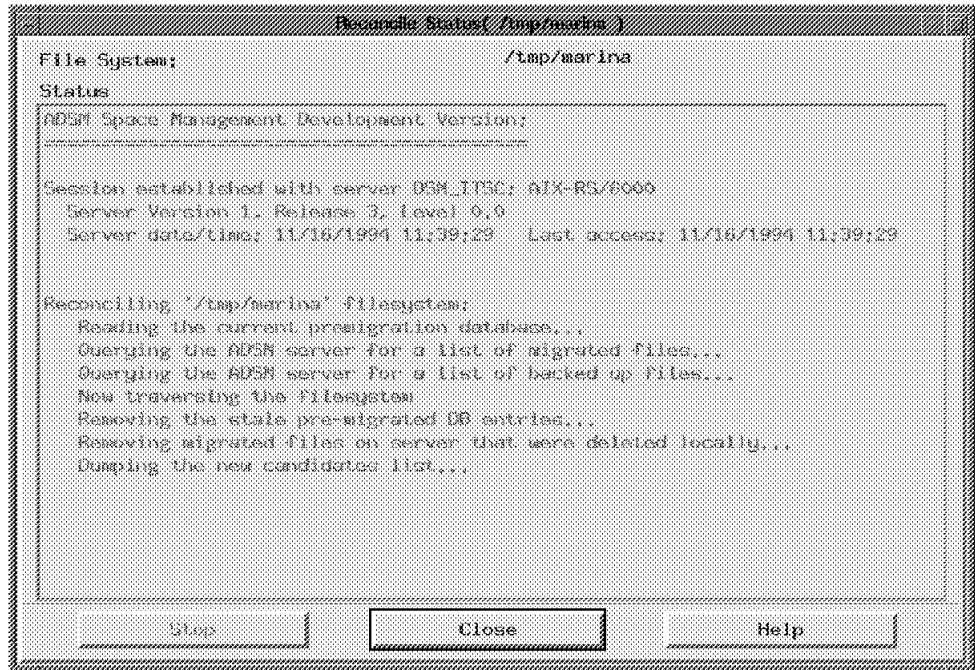 Reconcile Status( /tmp/marina )
File System: /tmp/marina
Status
ADSM Space Management Development Version:
Session established with server DSM_ITSC: AIX-RS/6000
Server Version 1, Release 3, Level 0.0
Server date/time: 11/16/1994 11:39:29 Last access: 11/16/1994 11:39:29
Reconciling '/tmp/marina' filesystem:
Reading the current premigration database...
Querying the ADSM server for a list of migrated files...
Querying the ADSM server for a list of backed up files...
Now traversing the filesystem
Removing the stale pre-migrated DB entries...
Removing migrated files on server that were deleted locally...
Dumping the new candidates list...
Stop Close Help